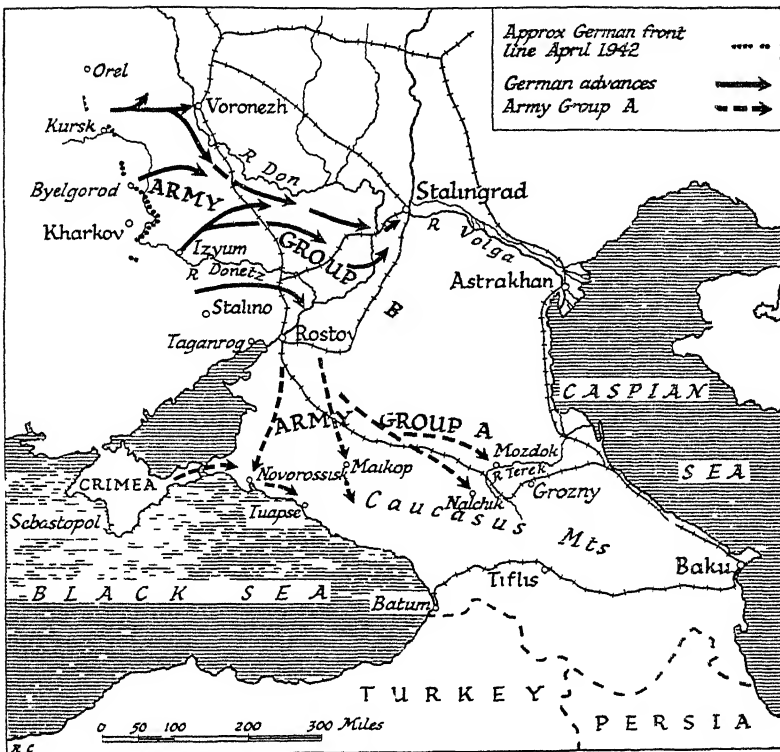 Approx German front
line April 1942
German advances
Army Group A
Orel
Voronezh
Kursk
R Don
Byelgorod
ARMY
Stalingrad
Kharkov
GROUP
R Volga
Izyum
R Donetz
Astrakhan
Stalino
B
Rostov
Taganrog
CASPIAN
ARMY GROUP A
Mozdok
SEA
CRIMEA
Novorossisk
Maikop
R Terek
Grozny
Nalchik
Sebastopol
Tuapse
Caucasus
Mts
Baku
Tiflis
BLACK SEA
Batum
TURKEY
PERSIA
0 50 100 200 300 Miles
R.C.